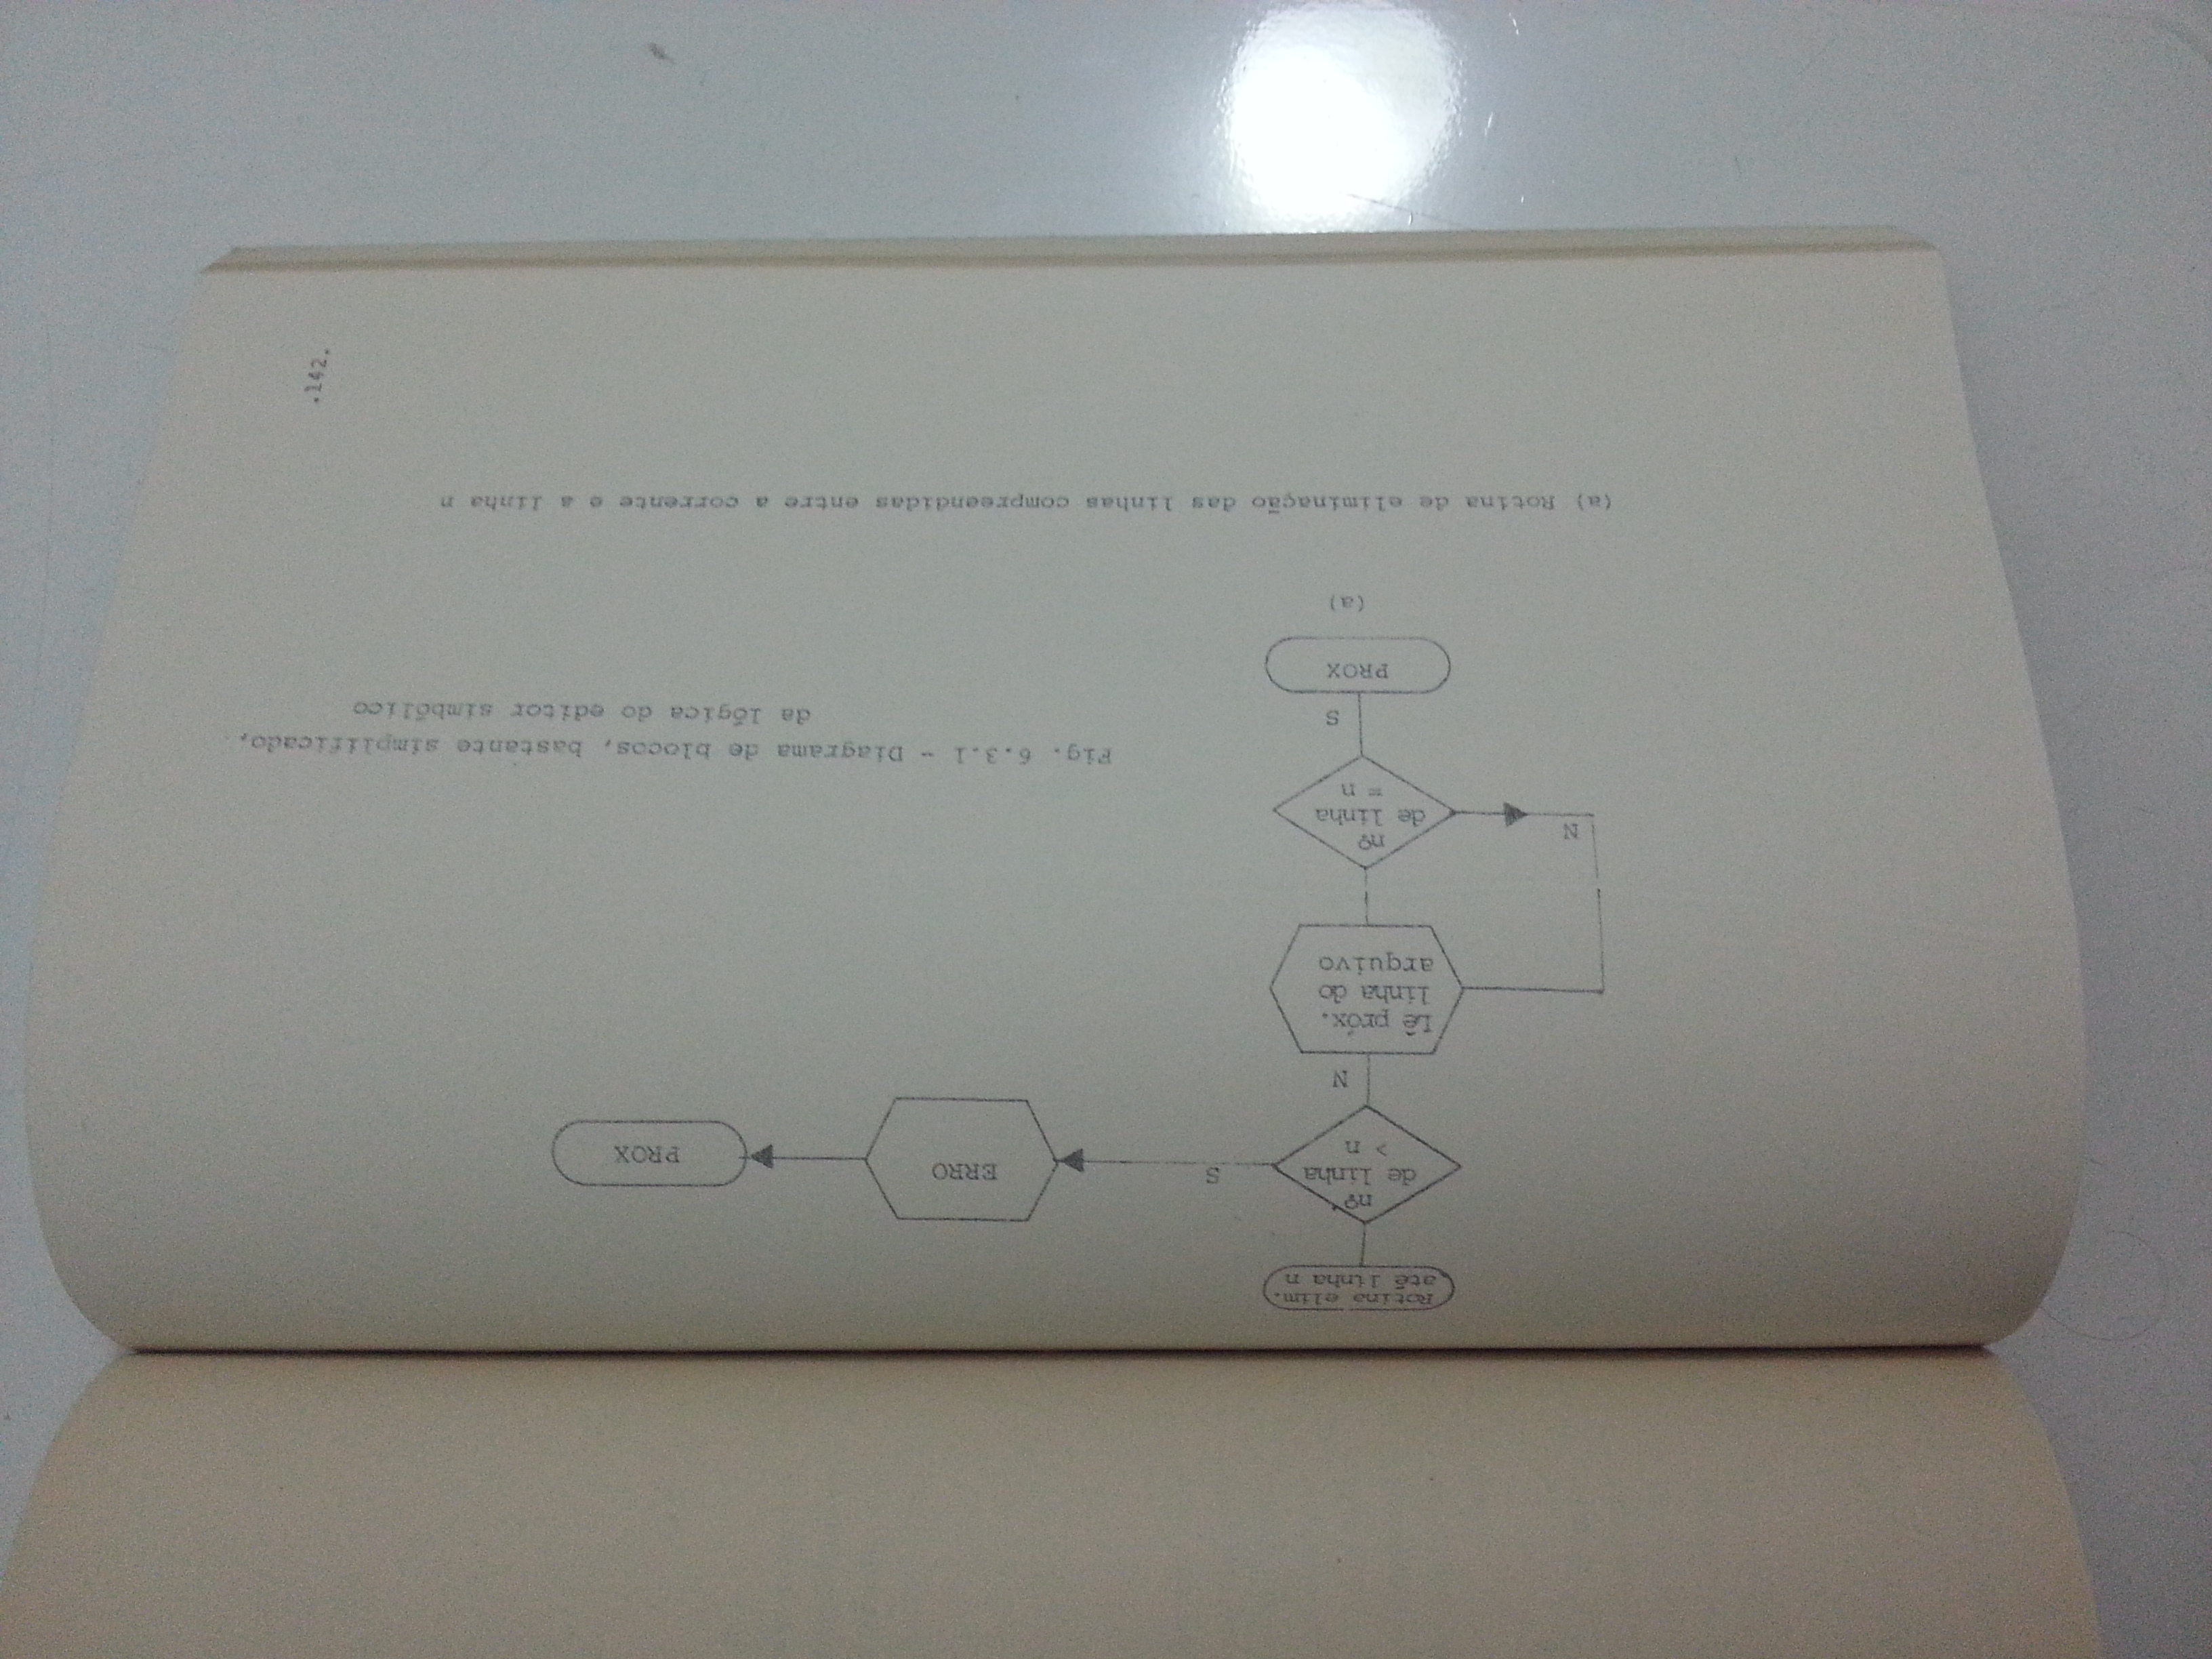 Rotina elim.
até linha n
nº
de linha
> n
S
ERRO
PROX
N
Lê próx.
linha do
arquivo
nº
de linha
= n
N
S
PROX
(a)
Fig. 6.3.1 - Diagrama de blocos, bastante simplificado,
da lógica do editor simbólico
(a) Rotina de eliminação das linhas compreendidas entre a corrente e a linha n
.142.